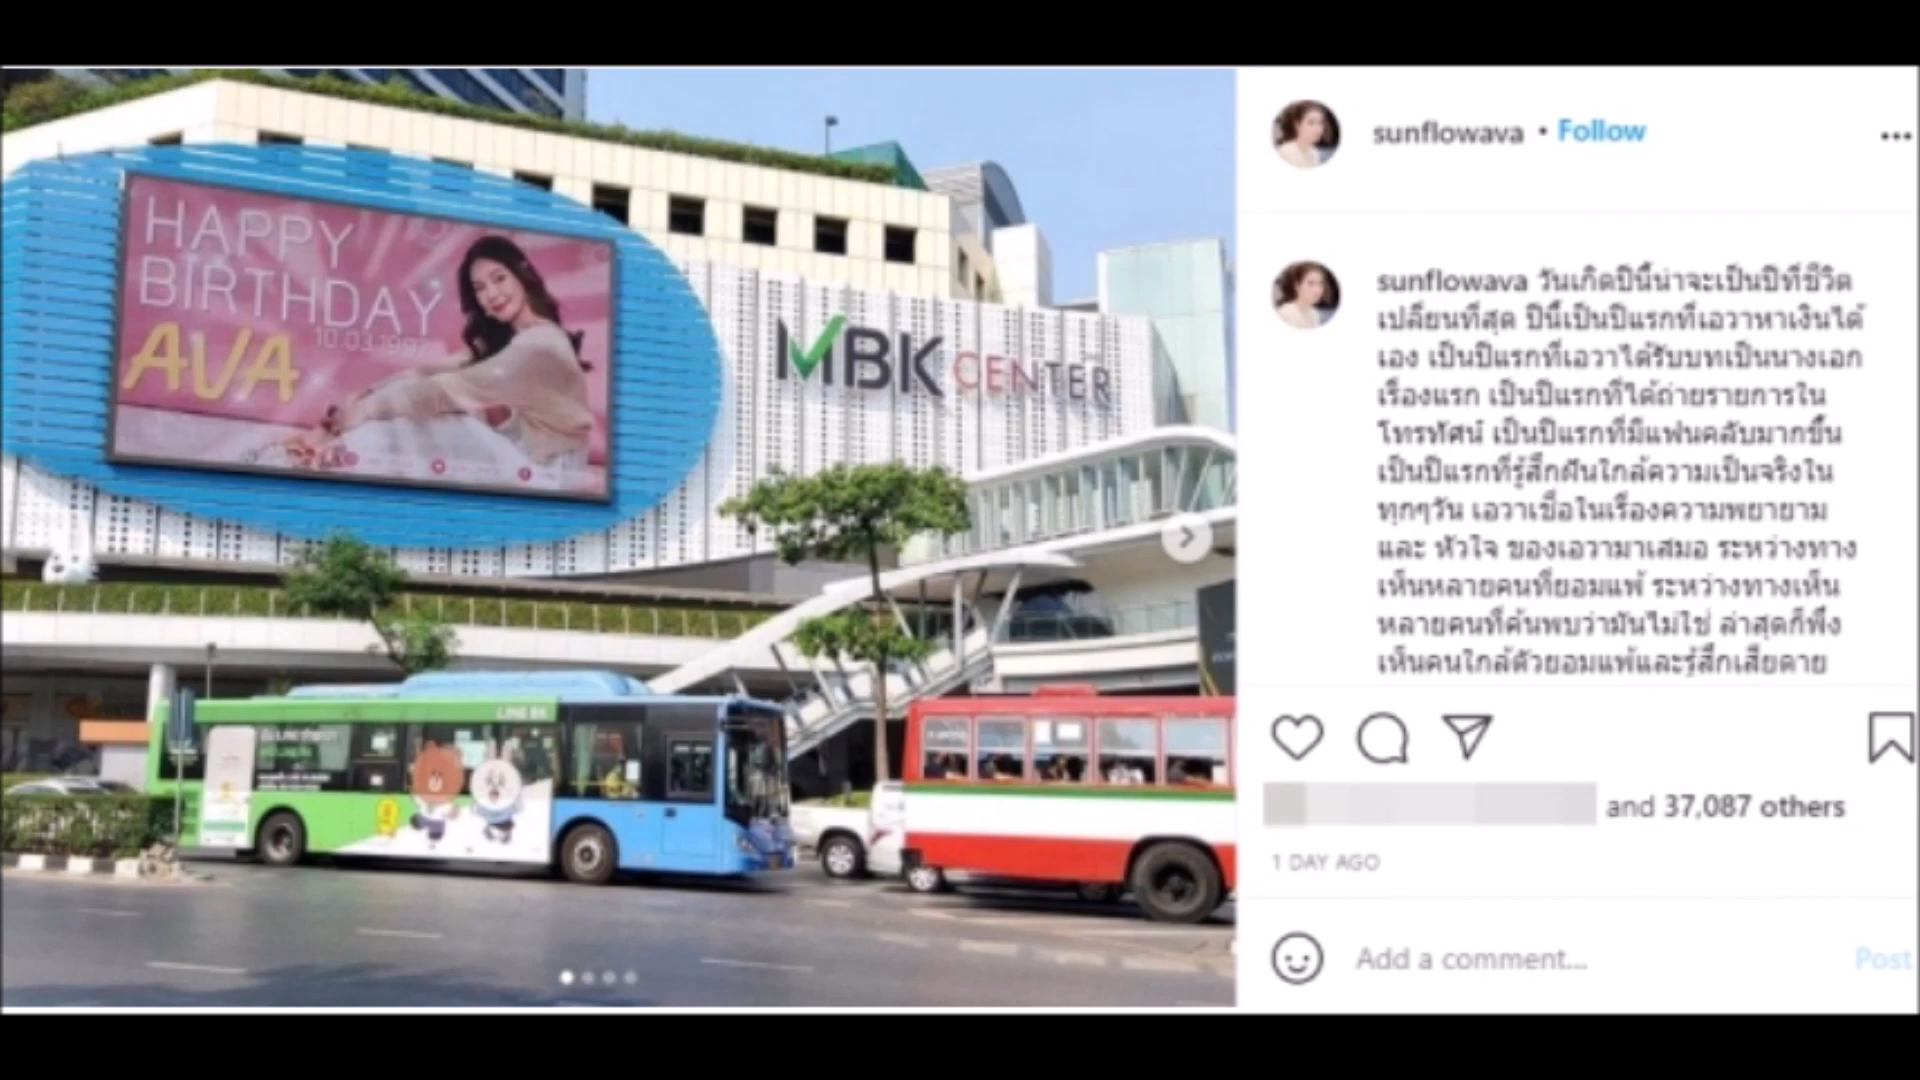 HAPPY
BIRTHDAY
10.03.1997
AVA
MBK CENTER
LINE BK
sunflowava • Follow
sunflowava วันเกิดปีนี้น่าจะเป็นปีที่ชีวิต
เปลี่ยนที่สุด ปีนี้เป็นปีแรกที่เอวาหาเงินได้
เอง เป็นปีแรกที่เอวาได้รับบทเป็นนางเอก
เรื่องแรก เป็นปีแรกที่ได้ถ่ายรายการใน
โทรทัศน์ เป็นปีแรกที่มีแฟนคลับมากขึ้น
เป็นปีแรกที่รู้สึกฝันใกล้ความเป็นจริงใน
ทุกๆวัน เอวาเชื่อในเรื่องความพยายาม
และ หัวใจ ของเอวามาเสมอ ระหว่างทาง
เห็นหลายคนที่ยอมแพ้ ระหว่างทางเห็น
หลายคนที่ค้นพบว่ามันไม่ใช่ ล่าสุดก็พึ่ง
เห็นคนใกล้ตัวยอมแพ้และรู้สึกเสียดาย
and 37,087 others
1 DAY AGO
Add a comment...
Post